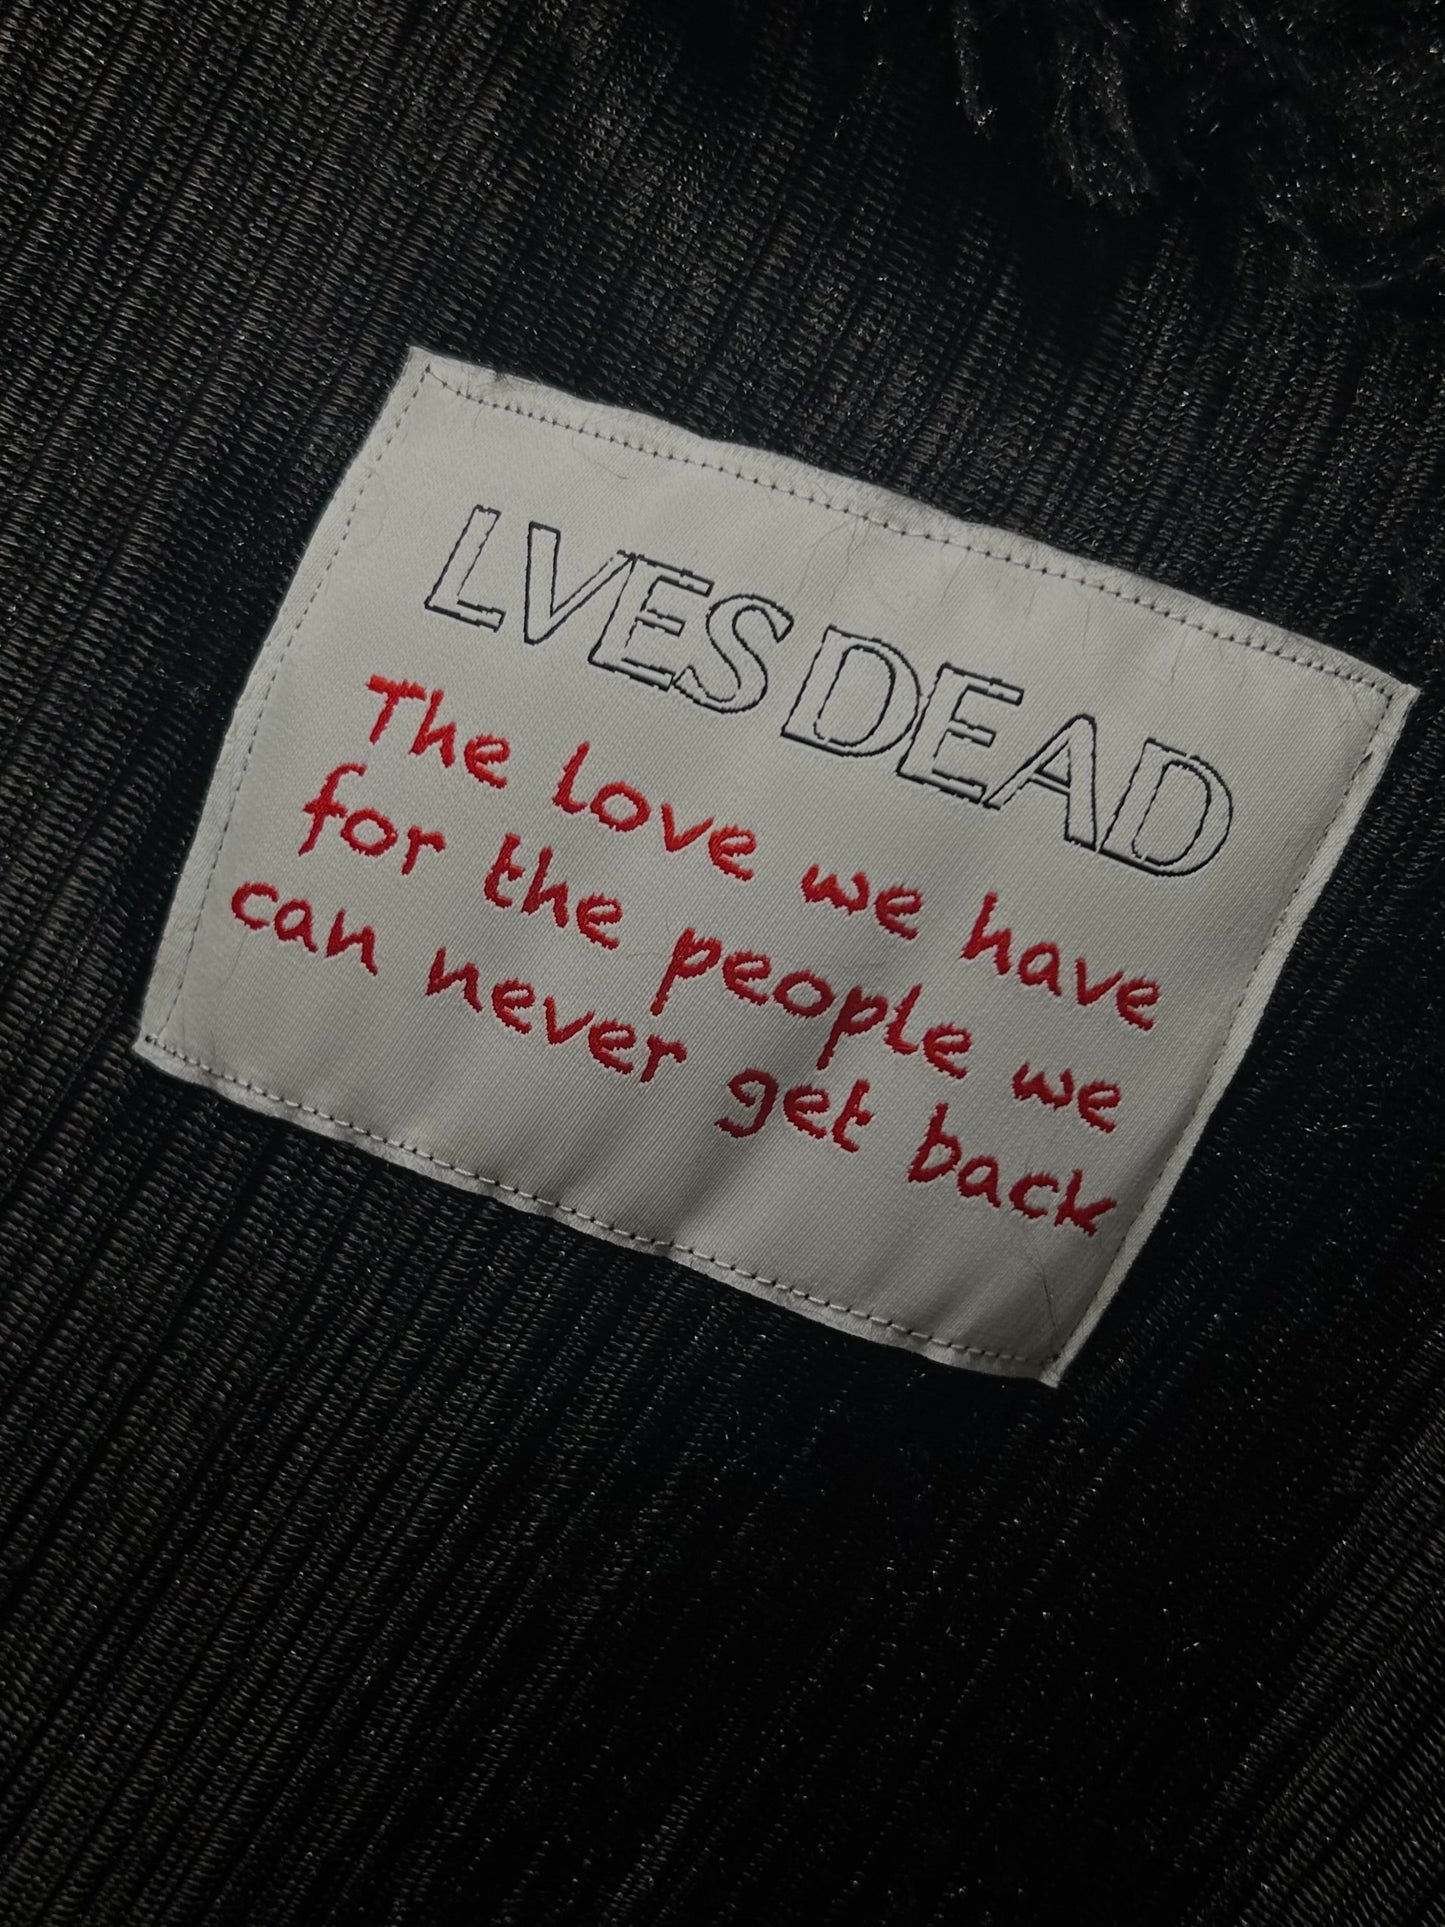 LVES DEAD
The love we have
for the people we
can never get back